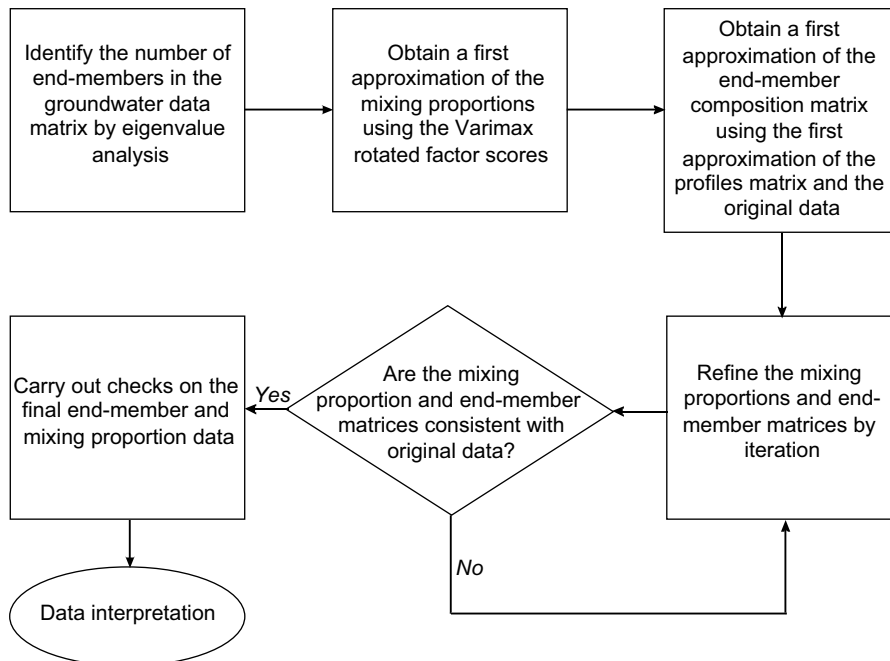 Identify the number of
end-members in the
groundwater data
matrix by eigenvalue
analysis
Obtain a first
approximation of the
mixing proportions
using the Varimax
rotated factor scores
Obtain a first
approximation of the
end-member
composition matrix
using the first
approximation of the
profiles matrix and the
original data
Refine the mixing
proportions and end-
member matrices by
iteration
Are the mixing
proportion and end-member
matrices consistent with
original data?
Yes
No
Carry out checks on the
final end-member and
mixing proportion data
Data interpretation